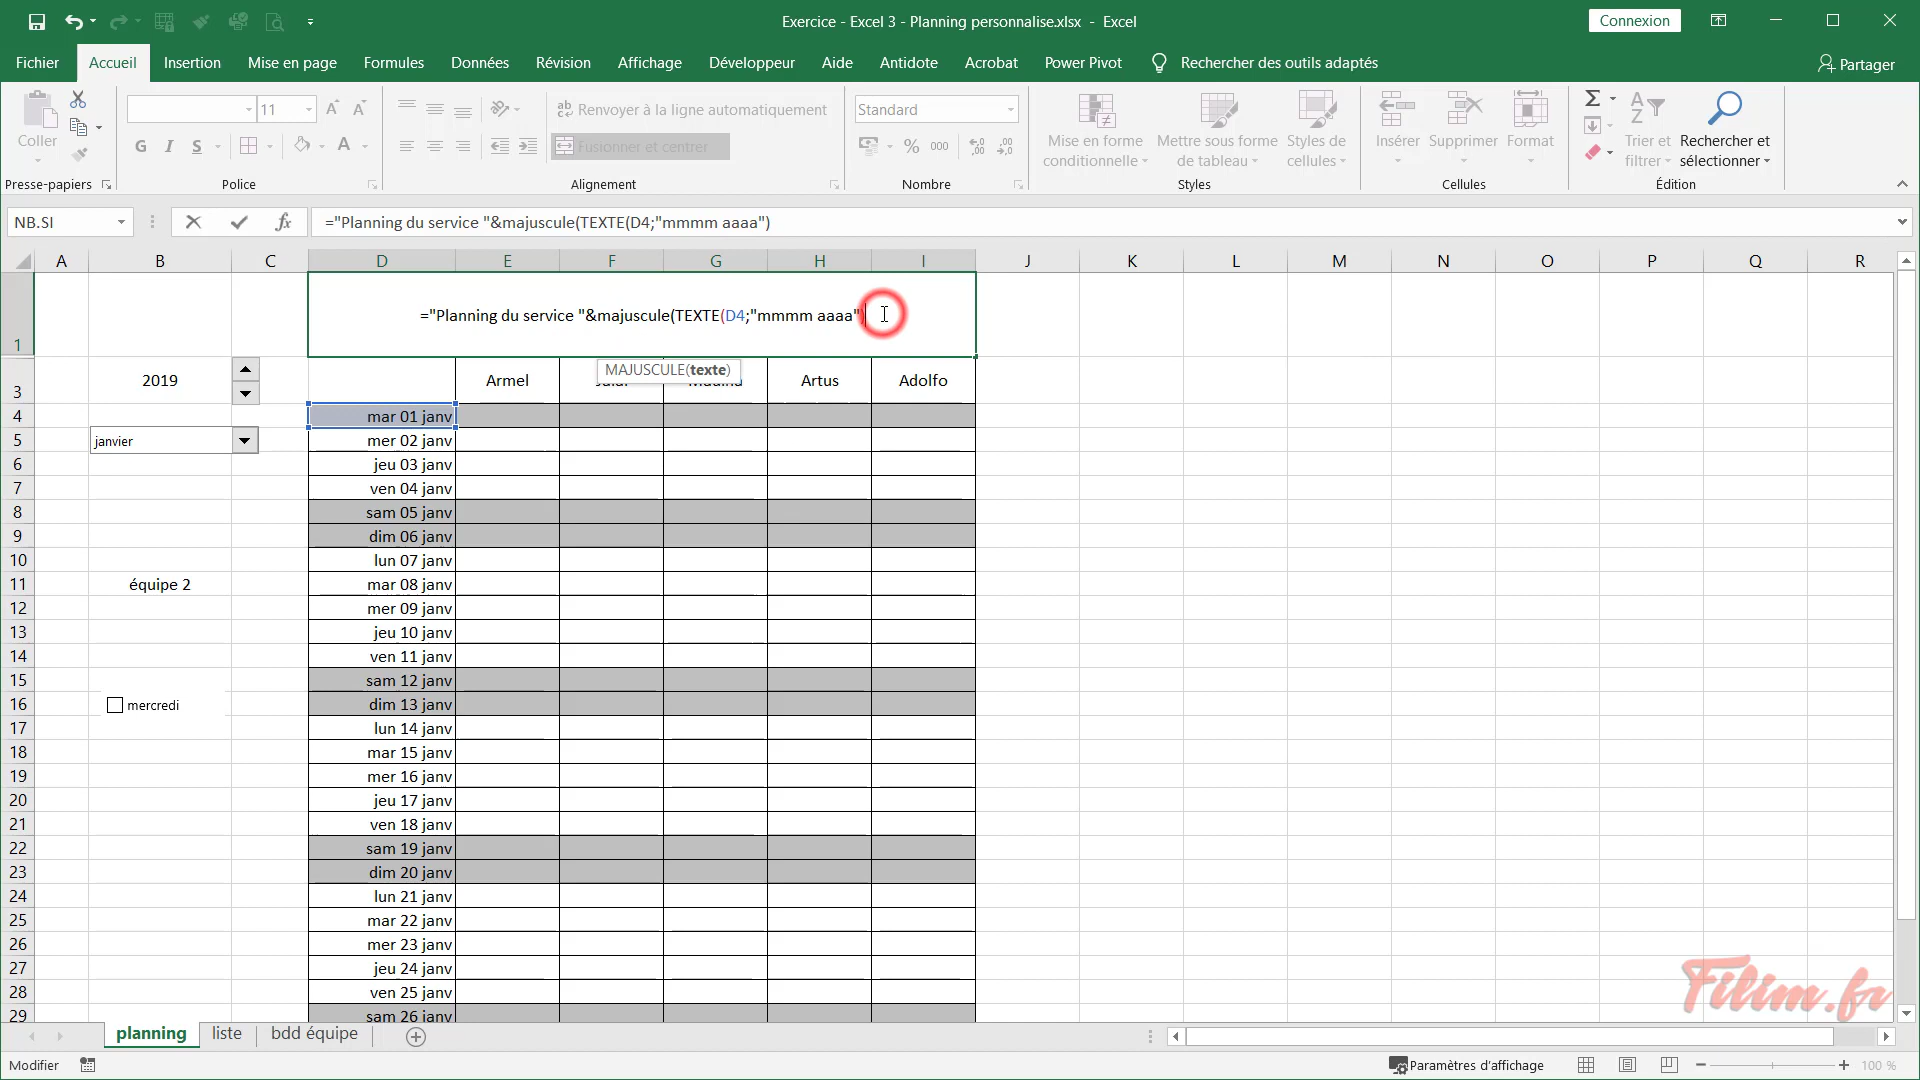 Exercice - Excel 3 - Planning personnalise.xlsx - Excel
Connexion
Fichier Accueil Insertion Mise en page Formules Données Révision Affichage Développeur Aide Antidote Acrobat Power Pivot Rechercher des outils adaptés Partager
Coller
Presse-papiers
11
G I S
Police
Renvoyer à la ligne automatiquement
Fusionner et centrer
Alignement
Standard
% 000
Nombre
Mise en forme conditionnelle
Mettre sous forme de tableau
Styles de cellules
Styles
Insérer Supprimer Format
Cellules
Trier et filtrer
Rechercher et sélectionner
Édition
NB.SI
="Planning du service "&majuscule(TEXTE(D4;"mmmm aaaa")
A B C D E F G H I J K L M N O P Q R
1 ="Planning du service "&majuscule(TEXTE(D4;"mmmm aaaa")
MAJUSCULE(texte)
3 2019 Armel Artus Adolfo
4 mar 01 janv
5 janvier mer 02 janv
6 jeu 03 janv
7 ven 04 janv
8 sam 05 janv
9 dim 06 janv
10 lun 07 janv
11 équipe 2 mar 08 janv
12 mer 09 janv
13 jeu 10 janv
14 ven 11 janv
15 sam 12 janv
16 mercredi dim 13 janv
17 lun 14 janv
18 mar 15 janv
19 mer 16 janv
20 jeu 17 janv
21 ven 18 janv
22 sam 19 janv
23 dim 20 janv
24 lun 21 janv
25 mar 22 janv
26 mer 23 janv
27 jeu 24 janv
28 ven 25 janv
29 sam 26 janv
Filim.fr
planning liste bdd équipe
Modifier
Paramètres d'affichage
100 %